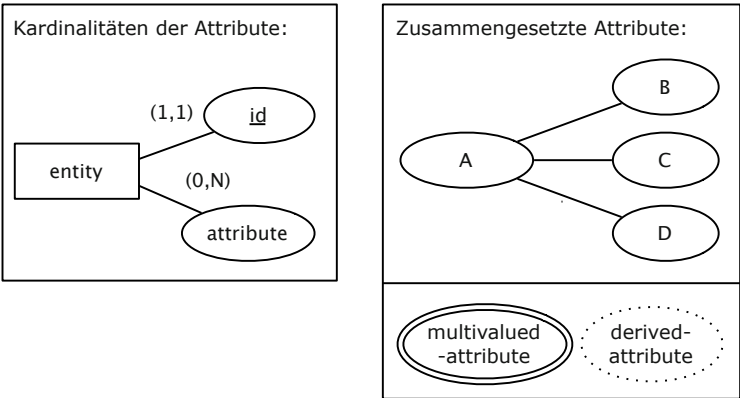 Kardinalitäten der Attribute:
(1,1)
id
entity
(0,N)
attribute
Zusammengesetzte Attribute:
B
A
C
D
multivalued
-attribute
derived-
attribute